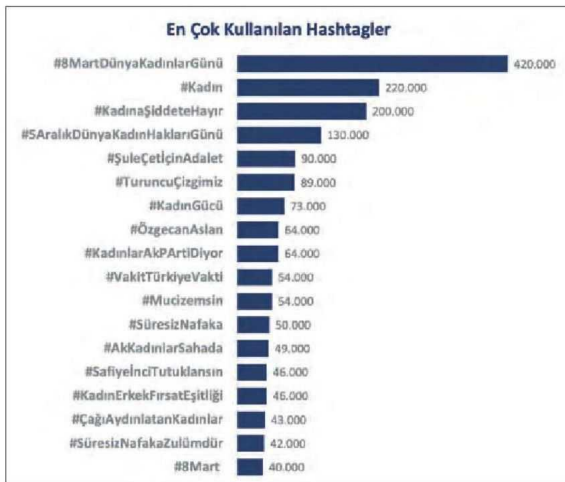 En Çok Kullanılan Hashtagler
#8MartDünyaKadınlarGünü 420.000
#Kadın 220.000
#KadınaŞiddeteHayır 200.000
#5AralıkDünyaKadınHaklarıGünü 130.000
#ŞuleÇetİçinAdalet 90.000
#TuruncuÇizgimiz 89.000
#KadınGücü 73.000
#ÖzgecanAslan 64.000
#KadınlarAkPArtiDiyor 64.000
#VakitTürkiyeVakti 54.000
#Mucizemsin 54.000
#SüresizNafaka 50.000
#AkKadınlarSahada 49.000
#SafiyeİnciTutuklansın 46.000
#KadınErkekFırsatEşitliği 46.000
#ÇağıAydınlatanKadınlar 43.000
#SüresizNafakaZulümdür 42.000
#8Mart 40.000